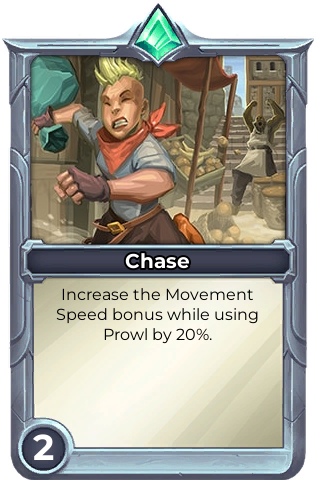 Chase
Increase the Movement
Speed bonus while using
Prowl by 20%.
2